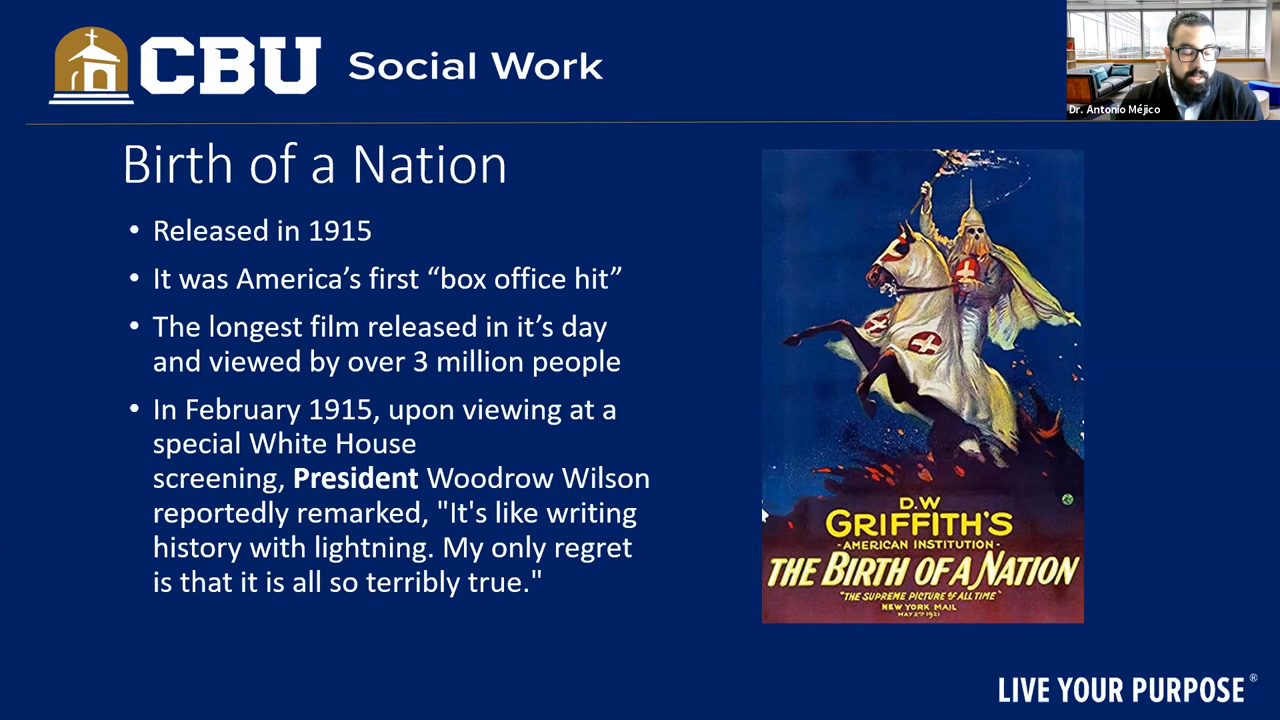 CBU Social Work
Dr. Antonio Méjico
Birth of a Nation
• Released in 1915
• It was America’s first “box office hit”
• The longest film released in it’s day
and viewed by over 3 million people
• In February 1915, upon viewing at a
special White House
screening, President Woodrow Wilson
reportedly remarked, "It's like writing
history with lightning. My only regret
is that it is all so terribly true."
D.W
GRIFFITH'S
-AMERICAN INSTITUTION-
THE BIRTH OF A NATION
"THE SUPREME PICTURE OF ALL TIME"
NEW YORK MAIL
MAY 2ND 1921
LIVE YOUR PURPOSE®